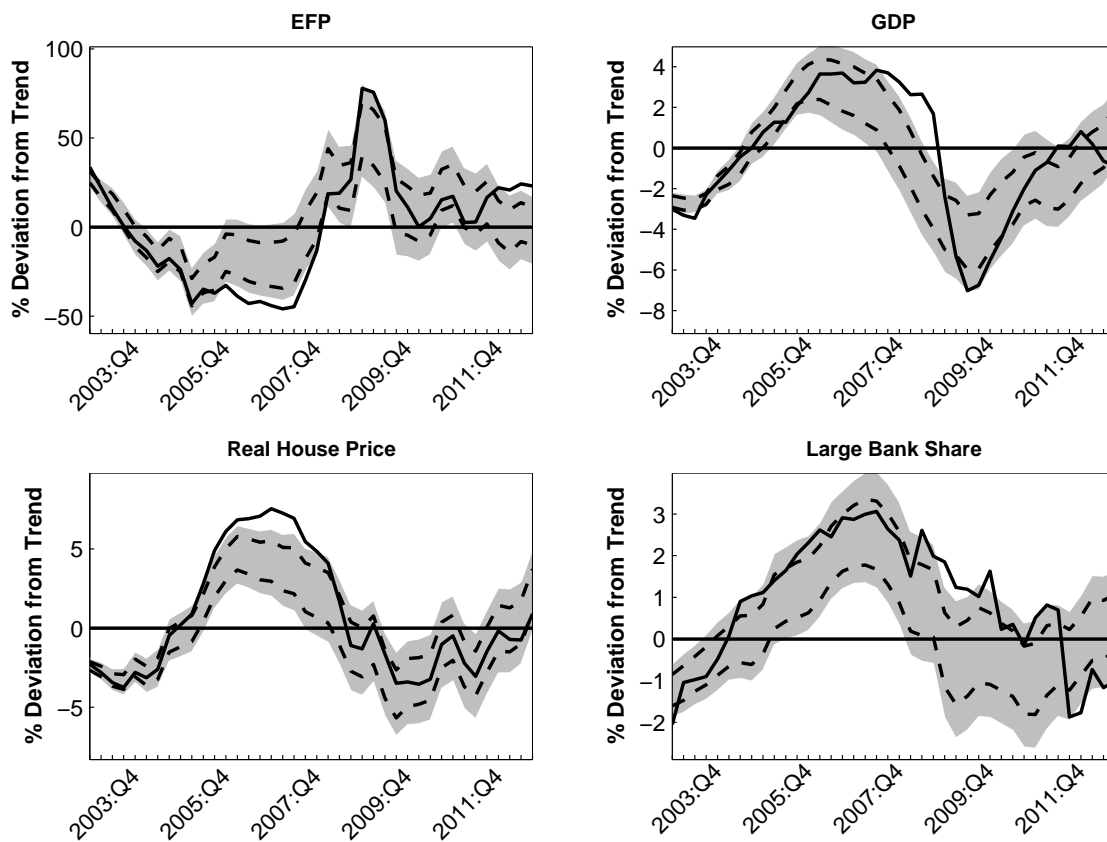 EFP
% Deviation from Trend
100
50
0
−50
2003:Q4
2005:Q4
2007:Q4
2009:Q4
2011:Q4
GDP
% Deviation from Trend
4
2
0
−2
−4
−6
−8
2003:Q4
2005:Q4
2007:Q4
2009:Q4
2011:Q4
Real House Price
% Deviation from Trend
5
0
−5
2003:Q4
2005:Q4
2007:Q4
2009:Q4
2011:Q4
Large Bank Share
% Deviation from Trend
3
2
1
0
−1
−2
2003:Q4
2005:Q4
2007:Q4
2009:Q4
2011:Q4